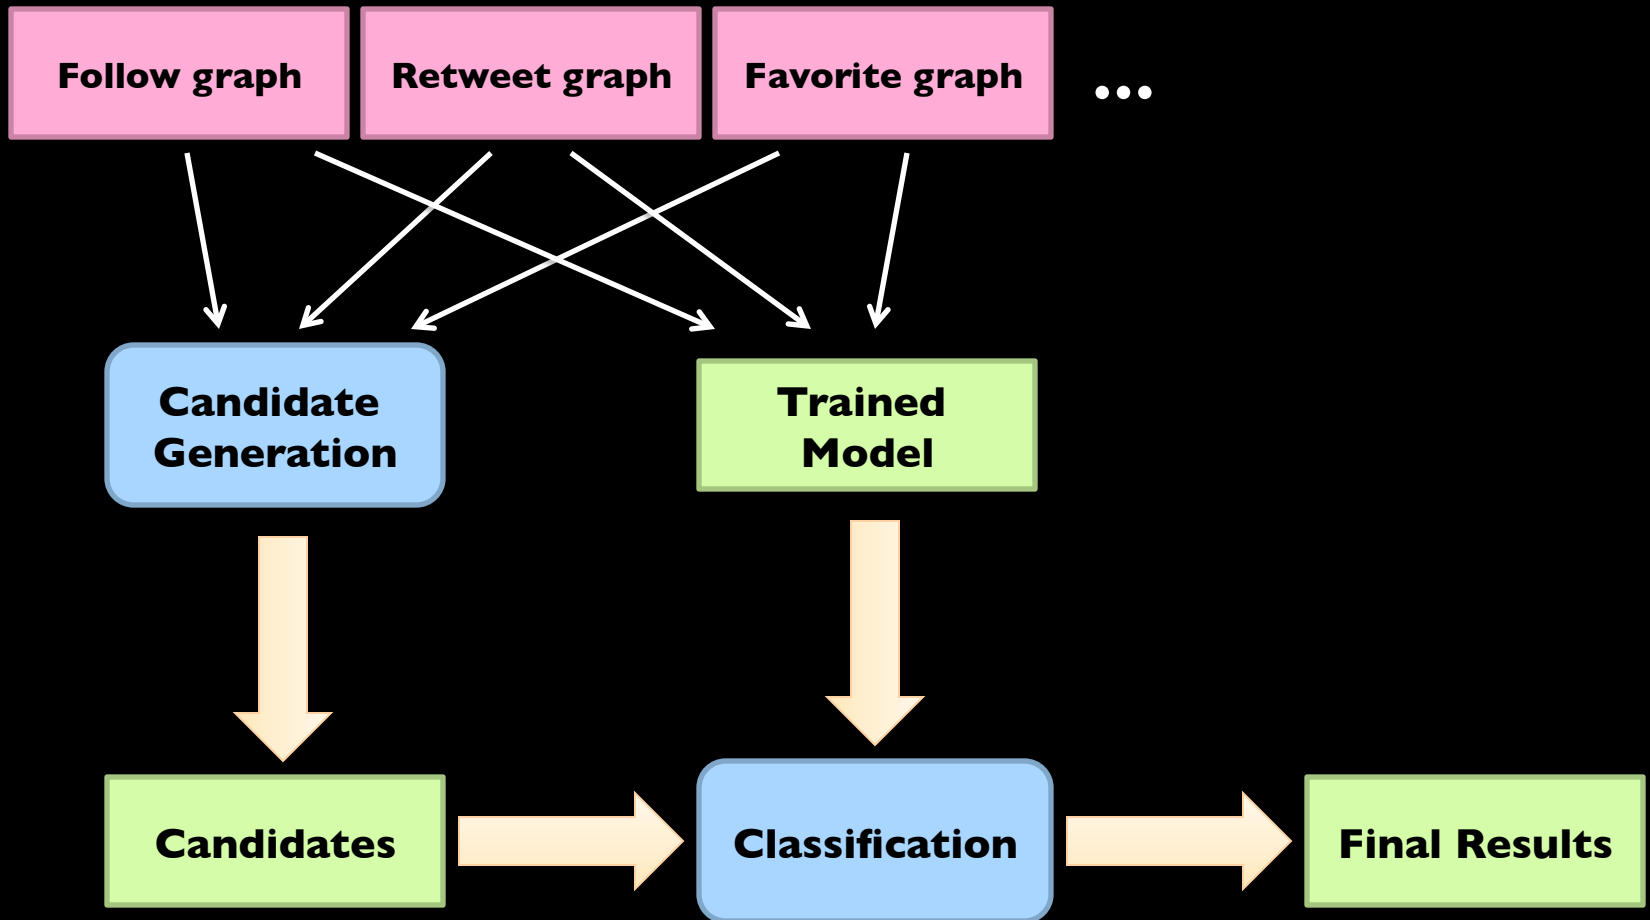 Follow graph
Retweet graph
Favorite graph
...
Candidate
Generation
Trained
Model
Candidates
Classification
Final Results